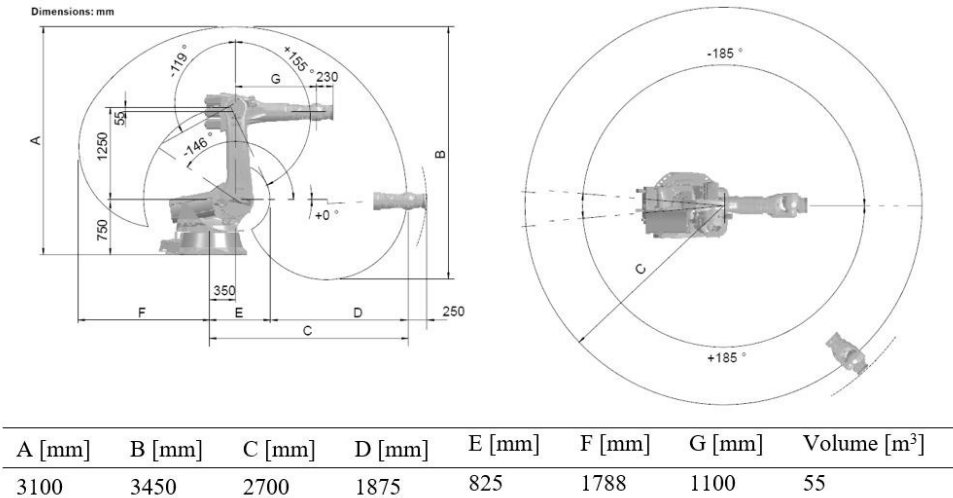 Dimensions: mm
-119 °
+155 °
G
230
55
1250
A
-146 °
B
+0 °
750
350
250
F
E
D
C
-185 °
C
+185 °
A [mm] B [mm] C [mm] D [mm] E [mm] F [mm] G [mm] Volume [m³]
3100 3450 2700 1875 825 1788 1100 55